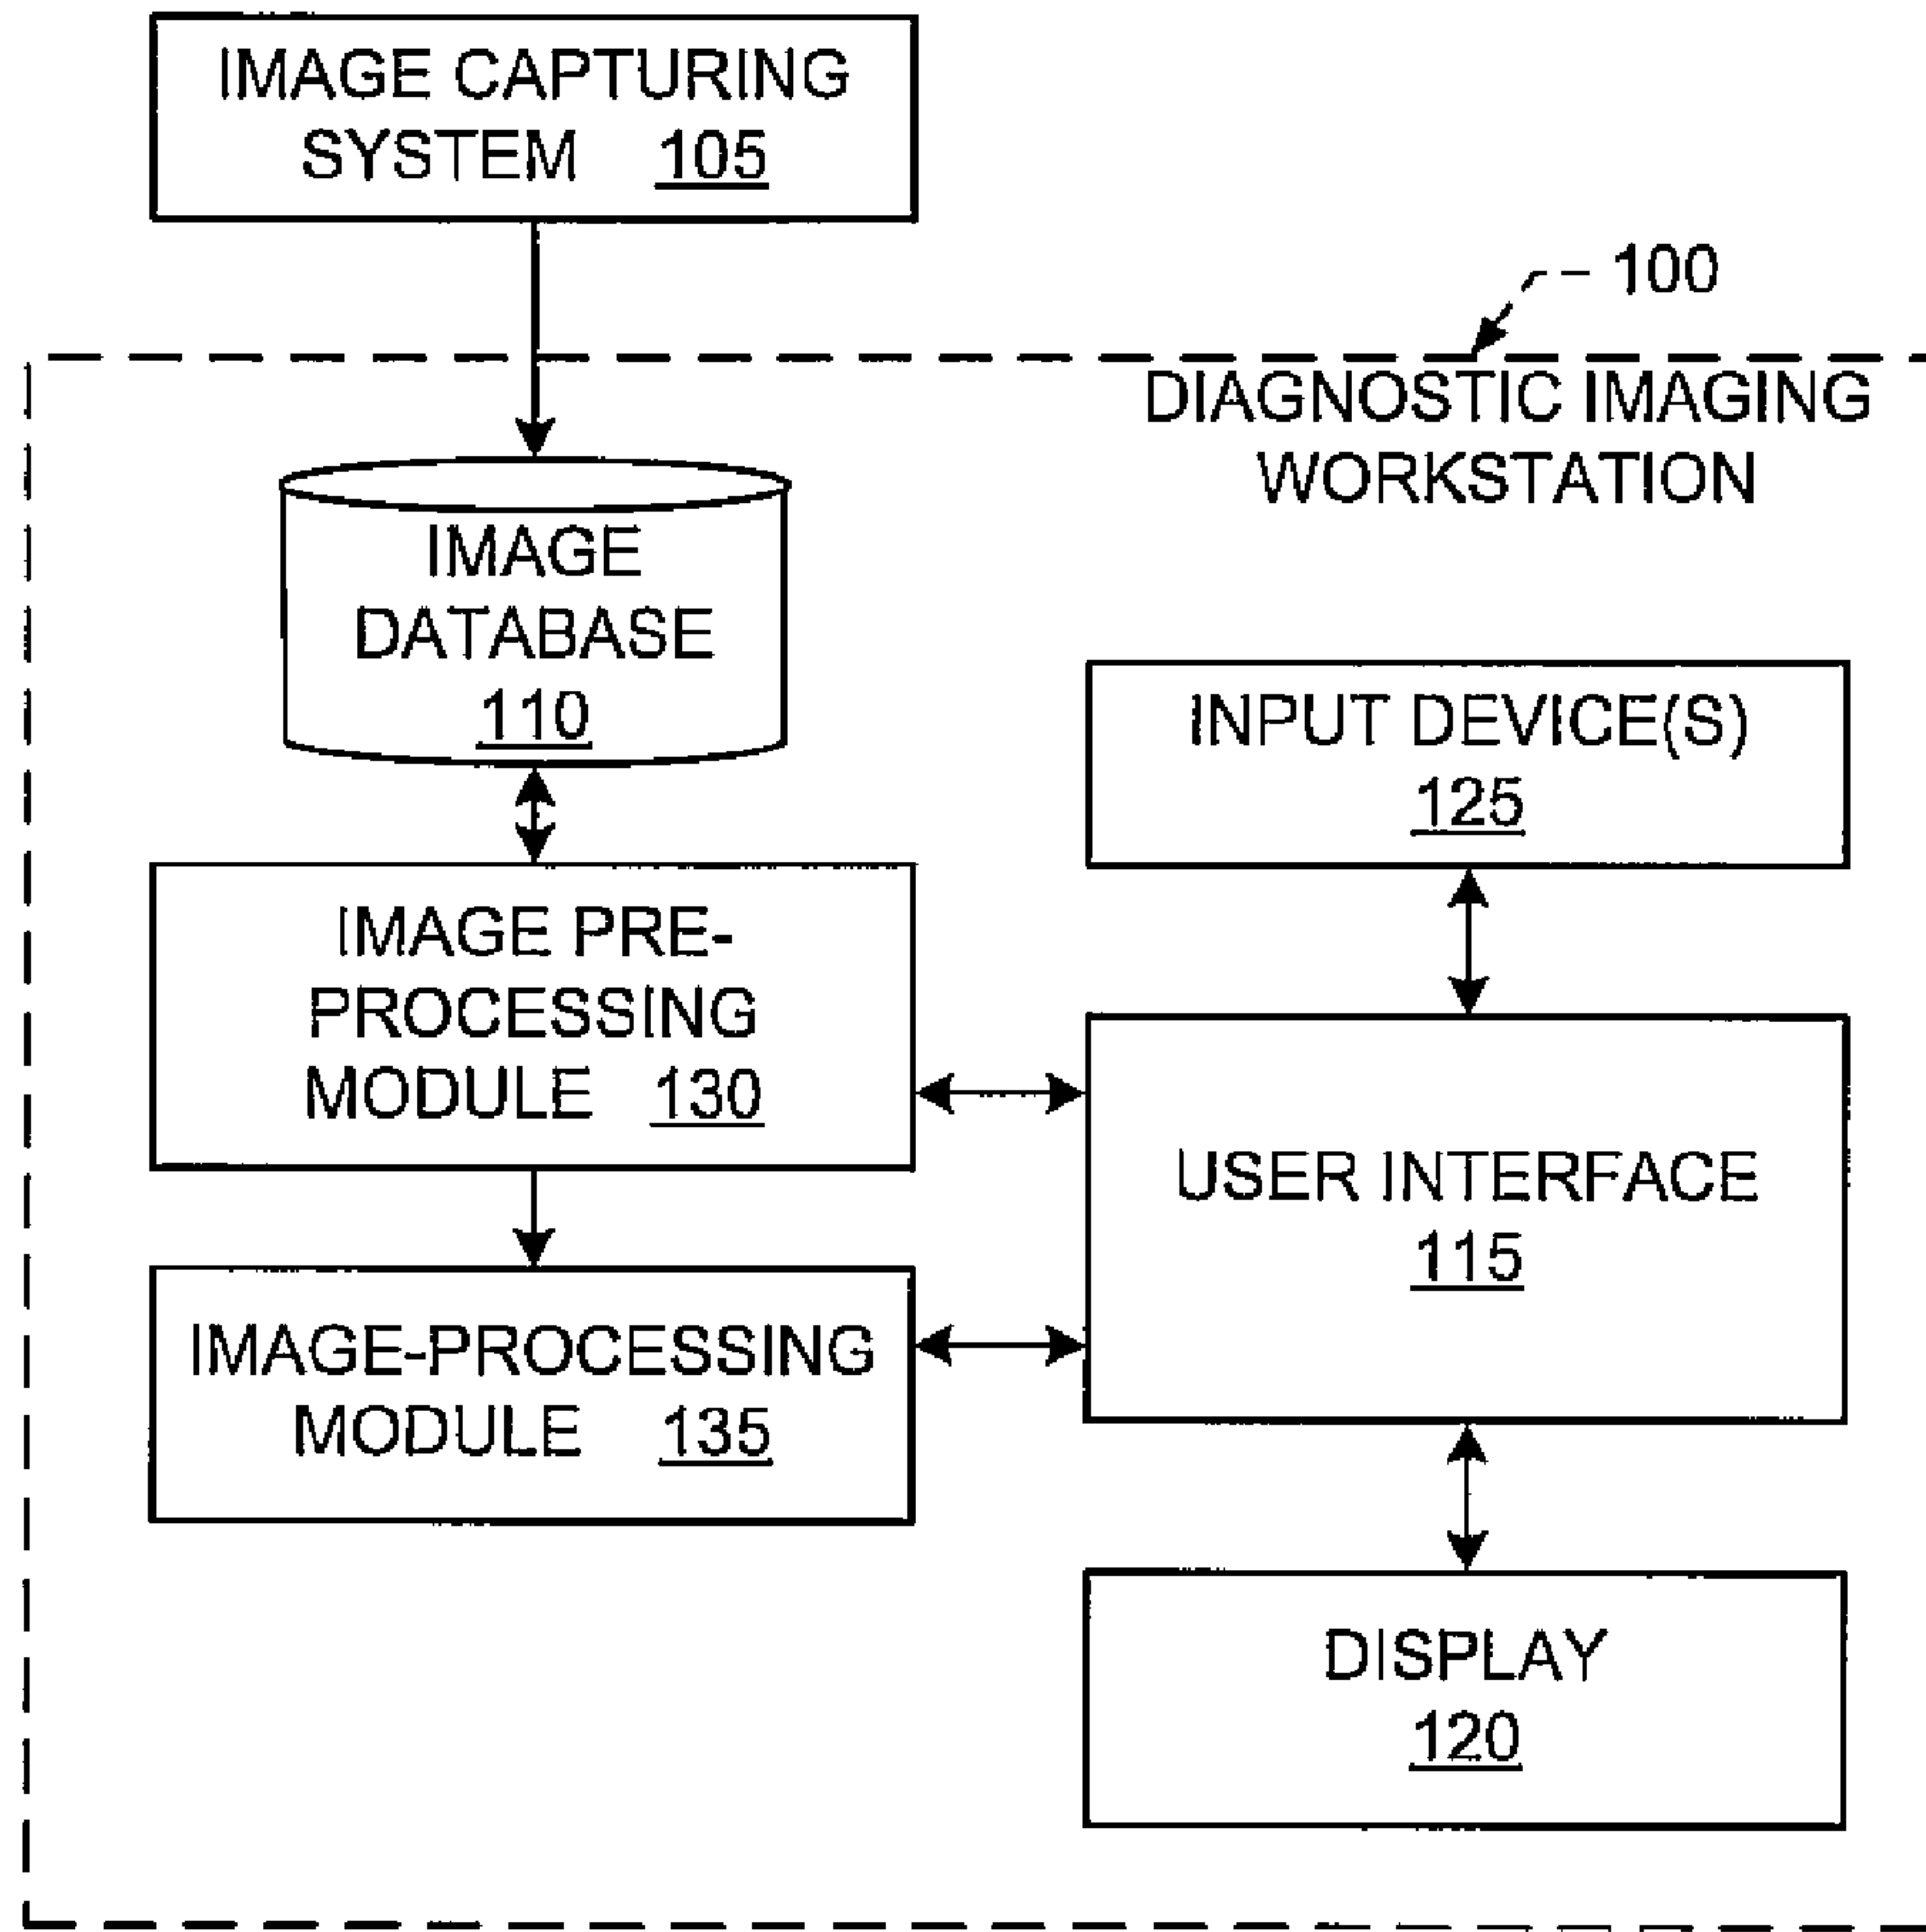 IMAGE CAPTURING
SYSTEM 105
100
DIAGNOSTIC IMAGING
WORKSTATION
IMAGE
DATABASE
110
INPUT DEVICE(S)
125
IMAGE PRE-
PROCESSING
MODULE 130
USER INTERFACE
115
IMAGE-PROCESSING
MODULE 135
DISPLAY
120